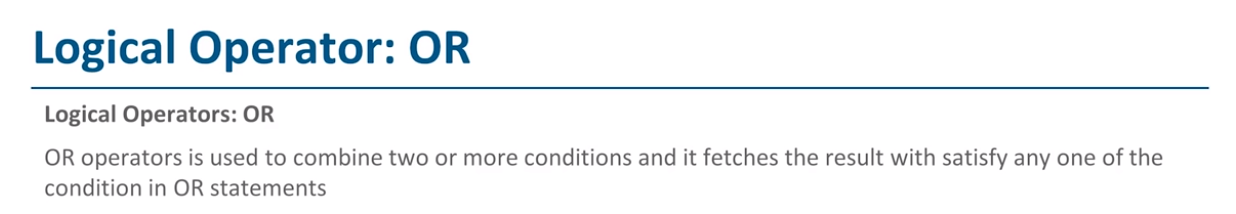 Logical Operator: OR
Logical Operators: OR
OR operators is used to combine two or more conditions and it fetches the result with satisfy any one of the
condition in OR statements